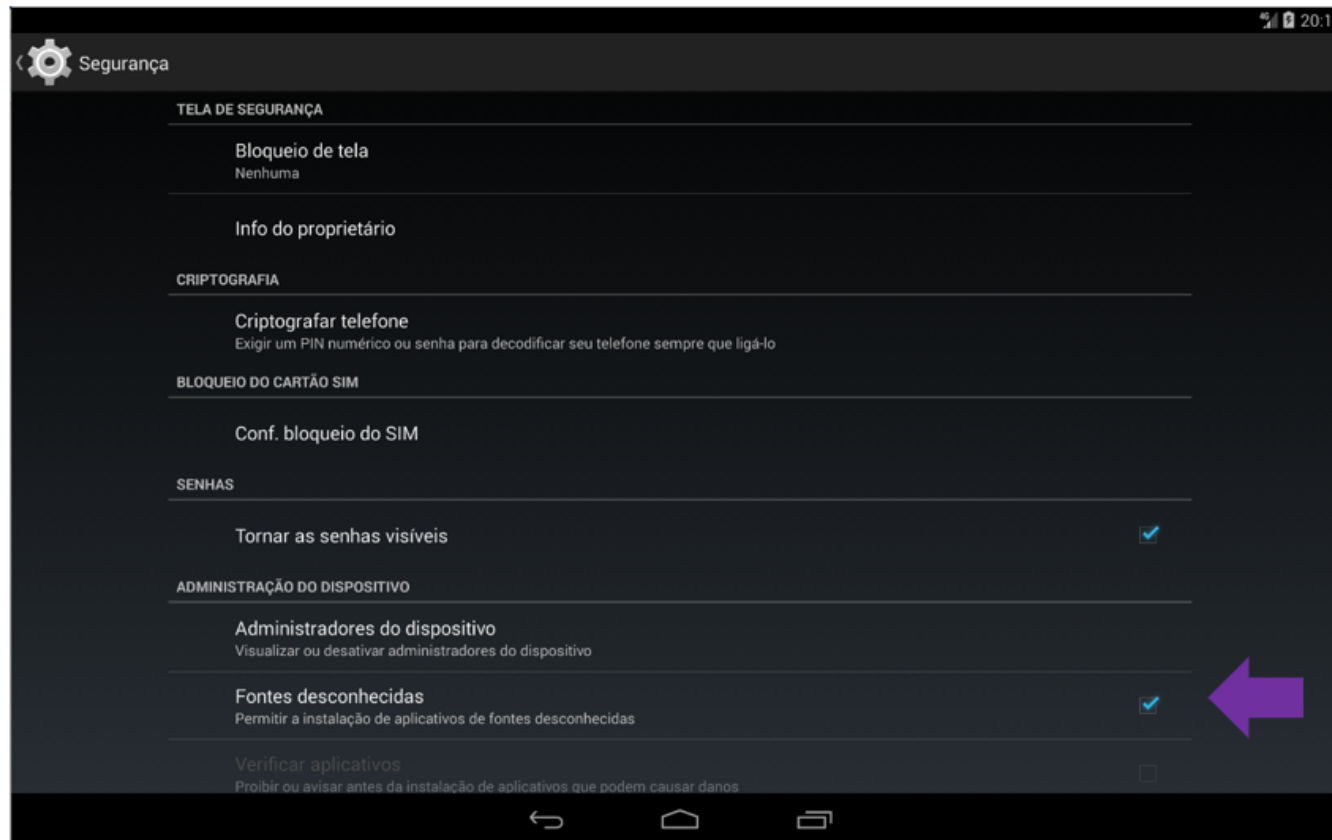 4G 20:1
Segurança
TELA DE SEGURANÇA
Bloqueio de tela
Nenhuma
Info do proprietário
CRIPTOGRAFIA
Criptografar telefone
Exigir um PIN numérico ou senha para decodificar seu telefone sempre que ligá-lo
BLOQUEIO DO CARTÃO SIM
Conf. bloqueio do SIM
SENHAS
Tornar as senhas visíveis
ADMINISTRAÇÃO DO DISPOSITIVO
Administradores do dispositivo
Visualizar ou desativar administradores do dispositivo
Fontes desconhecidas
Permitir a instalação de aplicativos de fontes desconhecidas
Verificar aplicativos
Proibir ou avisar antes da instalação de aplicativos que podem causar danos